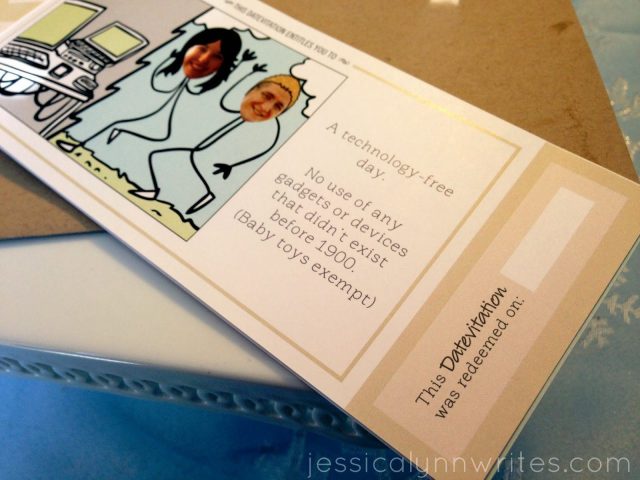 THIS DATEVITATION ENTITLES YOU TO
A technology-free
day.
No use of any
gadgets or devices
that didn't exist
before 1900.
(Baby toys exempt)
This Datevitation
was redeemed on:
jessicalynnwrites.com